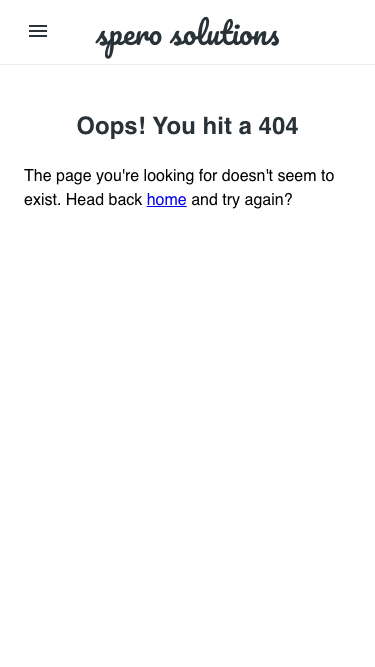 spero solutions
Oops! You hit a 404
The page you're looking for doesn't seem to
exist. Head back home and try again?